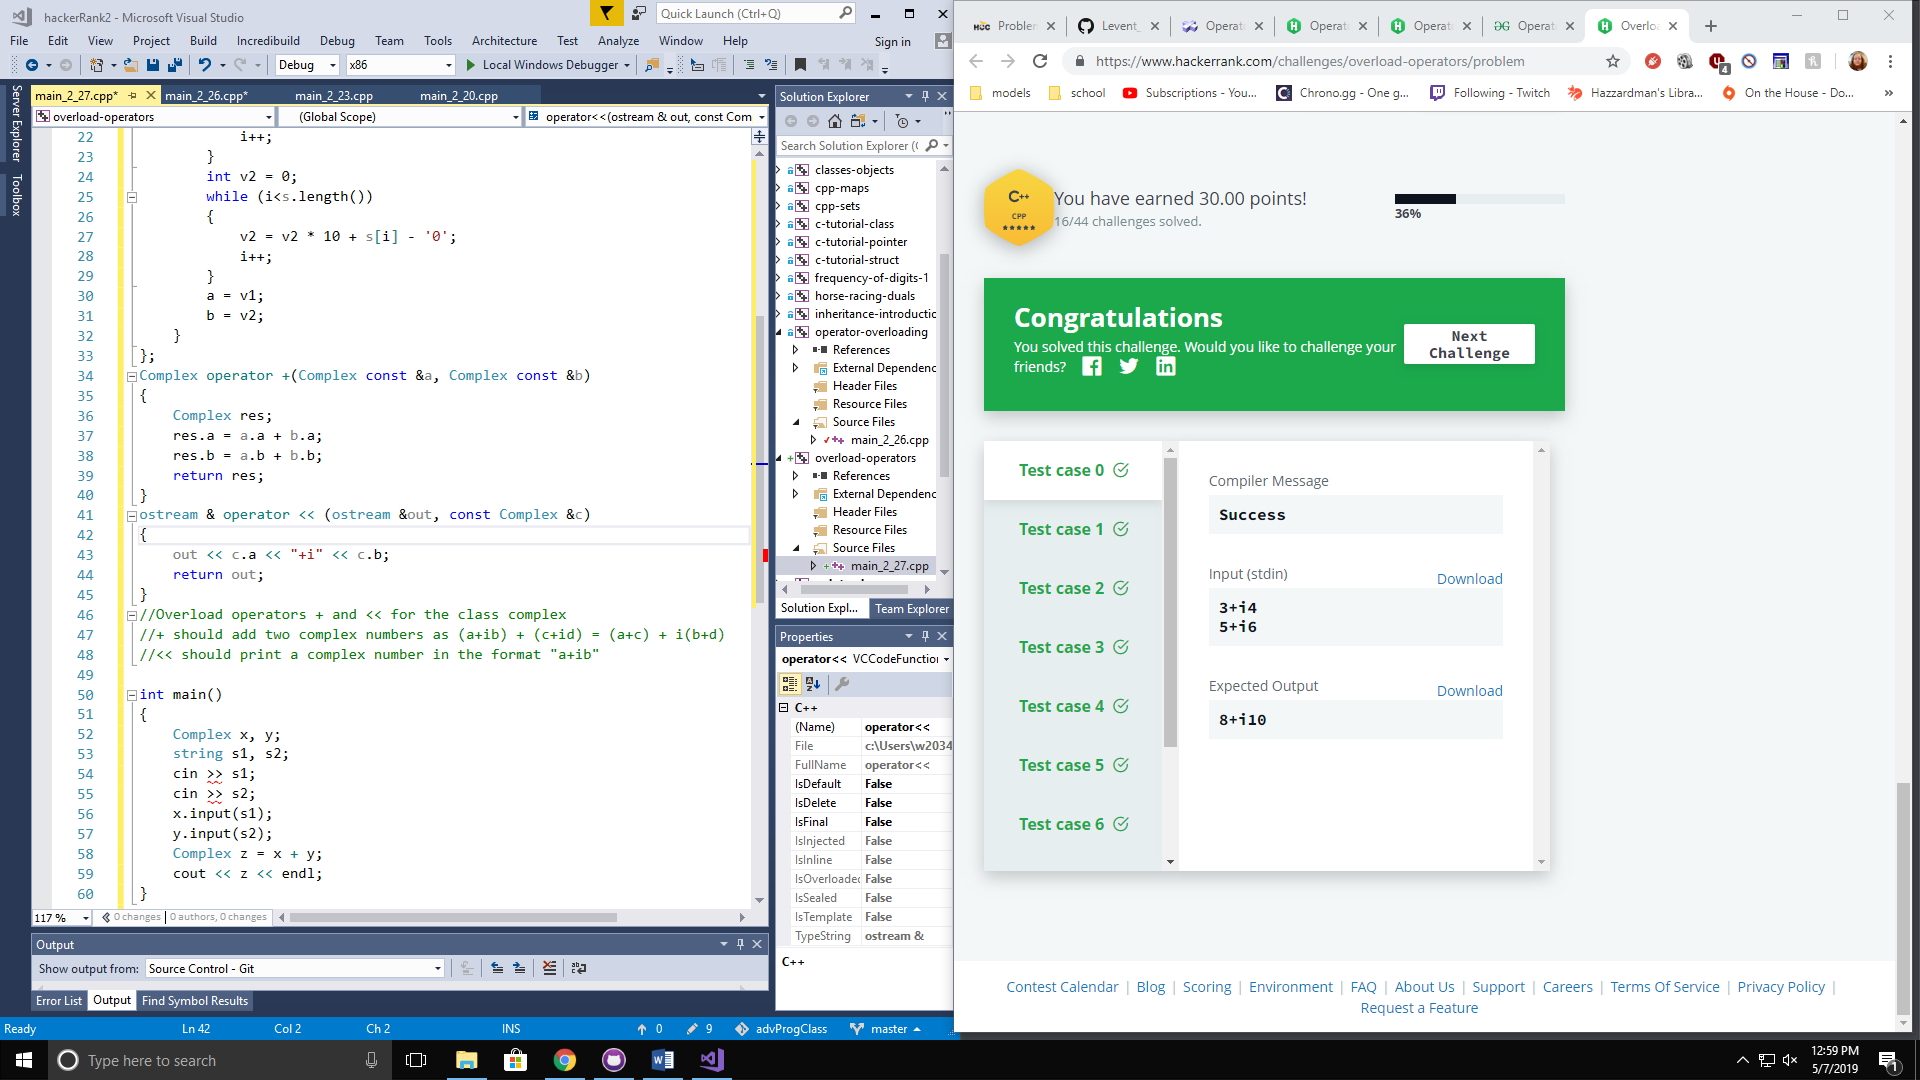 hackerRank2 - Microsoft Visual Studio
Quick Launch (Ctrl+Q)
File Edit View Project Build Incredibuild Debug Team Tools Architecture Test Analyze Window Help Sign in
Debug x86 Local Windows Debugger
Server Explorer
Toolbox
main_2_27.cpp* main_2_26.cpp* main_2_23.cpp main_2_20.cpp
overload-operators (Global Scope) operator<<(ostream & out, const Com
22 i++;
23 }
24 int v2 = 0;
25 while (i<s.length())
26 {
27 v2 = v2 * 10 + s[i] - '0';
28 i++;
29 }
30 a = v1;
31 b = v2;
32 }
33 };
34 Complex operator +(Complex const &a, Complex const &b)
35 {
36 Complex res;
37 res.a = a.a + b.a;
38 res.b = a.b + b.b;
39 return res;
40 }
41 ostream & operator << (ostream &out, const Complex &c)
42 {
43 out << c.a << "+i" << c.b;
44 return out;
45 }
46 //Overload operators + and << for the class complex
47 //+ should add two complex numbers as (a+ib) + (c+id) = (a+c) + i(b+d)
48 //<< should print a complex number in the format "a+ib"
49
50 int main()
51 {
52 Complex x, y;
53 string s1, s2;
54 cin >> s1;
55 cin >> s2;
56 x.input(s1);
57 y.input(s2);
58 Complex z = x + y;
59 cout << z << endl;
60 }
117 % 0 changes | 0 authors, 0 changes
Output
Show output from: Source Control - Git
Error List Output Find Symbol Results
Ready Ln 42 Col 2 Ch 2 INS 0 9 advProgClass master
Solution Explorer
Search Solution Explorer (C
classes-objects
cpp-maps
cpp-sets
c-tutorial-class
c-tutorial-pointer
c-tutorial-struct
frequency-of-digits-1
horse-racing-duals
inheritance-introductio
operator-overloading
References
External Dependenc
Header Files
Resource Files
Source Files
main_2_26.cpp
overload-operators
References
External Dependenc
Header Files
Resource Files
Source Files
main_2_27.cpp
Solution Expl... Team Explorer
Properties
operator<< VCCodeFunction
C++
(Name) operator<<
File c:\Users\w2034
FullName operator<<
IsDefault False
IsDelete False
IsFinal False
IsInjected False
IsInline False
IsOverloaded False
IsSealed False
IsTemplate False
TypeString ostream &
C++
Problem Levent_ Operato Operato Operato Operato Overloa
https://www.hackerrank.com/challenges/overload-operators/problem
models school Subscriptions - You... Chrono.gg - One g... Following - Twitch Hazzardman's Libra... On the House - Do... »
C++
CPP
★★★★★
You have earned 30.00 points!
16/44 challenges solved.
36%
Congratulations
You solved this challenge. Would you like to challenge your
friends?
Next
Challenge
Test case 0
Test case 1
Test case 2
Test case 3
Test case 4
Test case 5
Test case 6
Compiler Message
Success
Input (stdin) Download
3+i4
5+i6
Expected Output Download
8+i10
Contest Calendar | Blog | Scoring | Environment | FAQ | About Us | Support | Careers | Terms Of Service | Privacy Policy |
Request a Feature
Type here to search
12:59 PM
5/7/2019
1